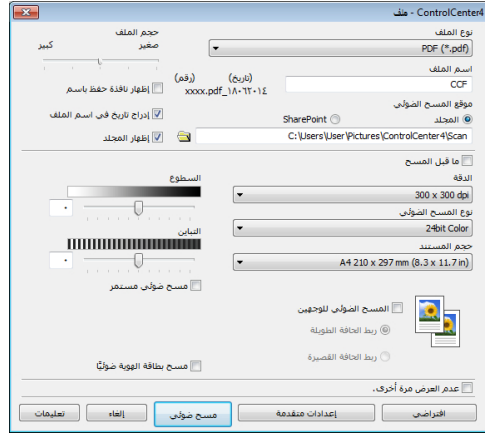 ControlCenter4 - ملف
نوع الملف
PDF (*.pdf)
حجم الملف
صغير
كبير
اسم الملف
CCF
(تاريخ)
(رقم)
١٨٠٦٢٠١٤_xxxx.pdf
إظهار نافذة حفظ باسم
موقع المسح الضوئي
المجلد
SharePoint
إدراج تاريخ في اسم الملف
C:\Users\User\Pictures\ControlCenter4\Scan
إظهار المجلد
ما قبل المسح
الدقة
300 x 300 dpi
السطوع
٠
نوع المسح الضوئي
24bit Color
التباين
٠
حجم المستند
A4 210 x 297 mm (8.3 x 11.7 in)
مسح ضوئي مستمر
المسح الضوئي للوجهين
ربط الحافة الطويلة
ربط الحافة القصيرة
مسح بطاقة الهوية ضوئيًا
عدم العرض مرة أخرى.
افتراضي
إعدادات متقدمة
مسح ضوئي
إلغاء
تعليمات